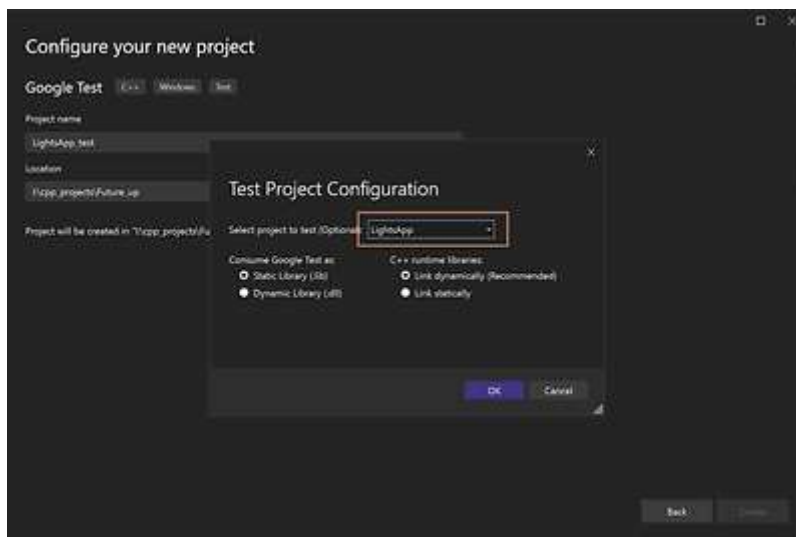 Configure your new project
Google Test C++ Windows Test
Project name
LightsApp_test
Location
Project will be created in
Test Project Configuration
Select project to test (Optional) LightsApp
Consume Google Test as: C++ runtime libraries:
Static Library (.lib) Link dynamically (Recommended)
Dynamic Library (.dll) Link statically
OK Cancel
Back